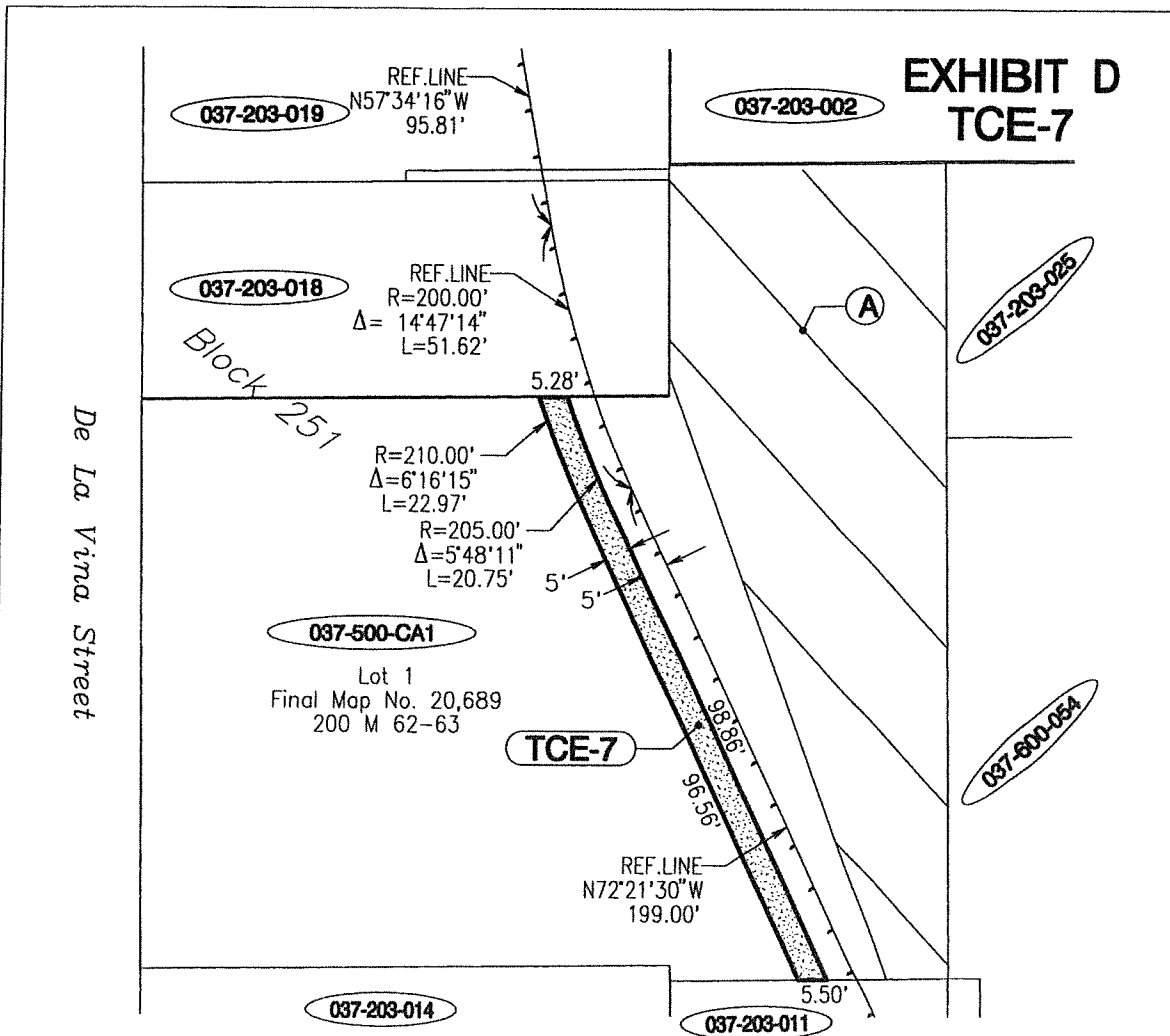 EXHIBIT D
TCE-7
REF.LINE
N57°34'16"W
95.81'
037-203-019
037-203-002
037-203-018
REF.LINE
R=200.00'
Δ= 14°47'14"
L=51.62'
A
037-203-025
Block 251
5.28'
De La Vina Street
R=210.00'
Δ=6°16'15"
L=22.97'
R=205.00'
Δ=5°48'11"
L=20.75'
5'
5'
037-500-CA1
Lot 1
Final Map No. 20,689
200 M 62-63
TCE-7
98.86'
96.56'
037-600-054
REF.LINE
N72°21'30"W
199.00'
5.50'
037-203-014
037-203-011